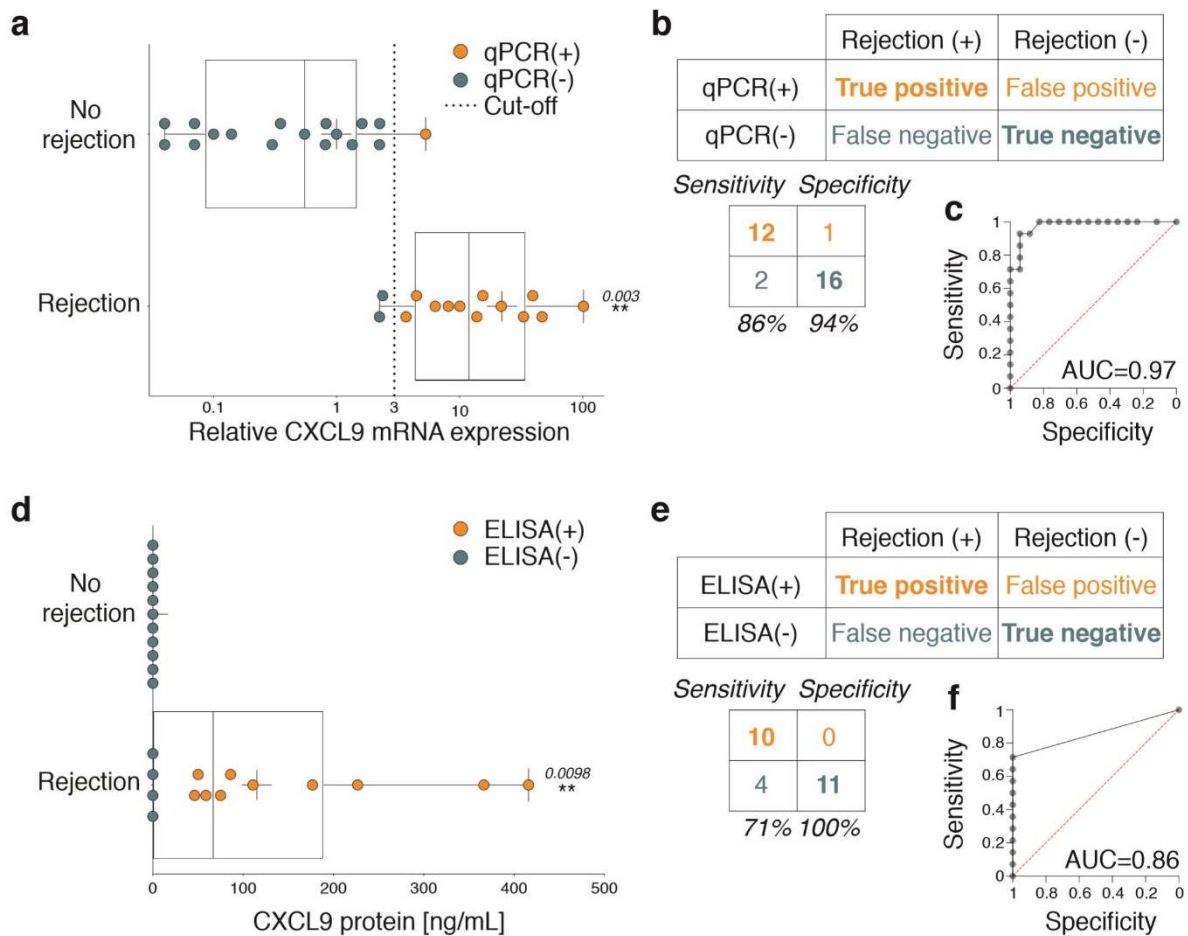 a
qPCR(+)
qPCR(-)
Cut-off
No
rejection
Rejection
0.003
**
0.1
1
3
10
100
Relative CXCL9 mRNA expression
b
Rejection (+) Rejection (-)
qPCR(+) True positive False positive
qPCR(-) False negative True negative
Sensitivity Specificity
12 1
2 16
86% 94%
c
1
0.8
0.6
0.4
0.2
0
Sensitivity
AUC=0.97
1 0.8 0.6 0.4 0.2 0
Specificity
d
ELISA(+)
ELISA(-)
No
rejection
Rejection
0.0098
**
0 100 200 300 400 500
CXCL9 protein [ng/mL]
e
Rejection (+) Rejection (-)
ELISA(+) True positive False positive
ELISA(-) False negative True negative
Sensitivity Specificity
10 0
4 11
71% 100%
f
1
0.8
0.6
0.4
0.2
0
Sensitivity
AUC=0.86
1 0.8 0.6 0.4 0.2 0
Specificity